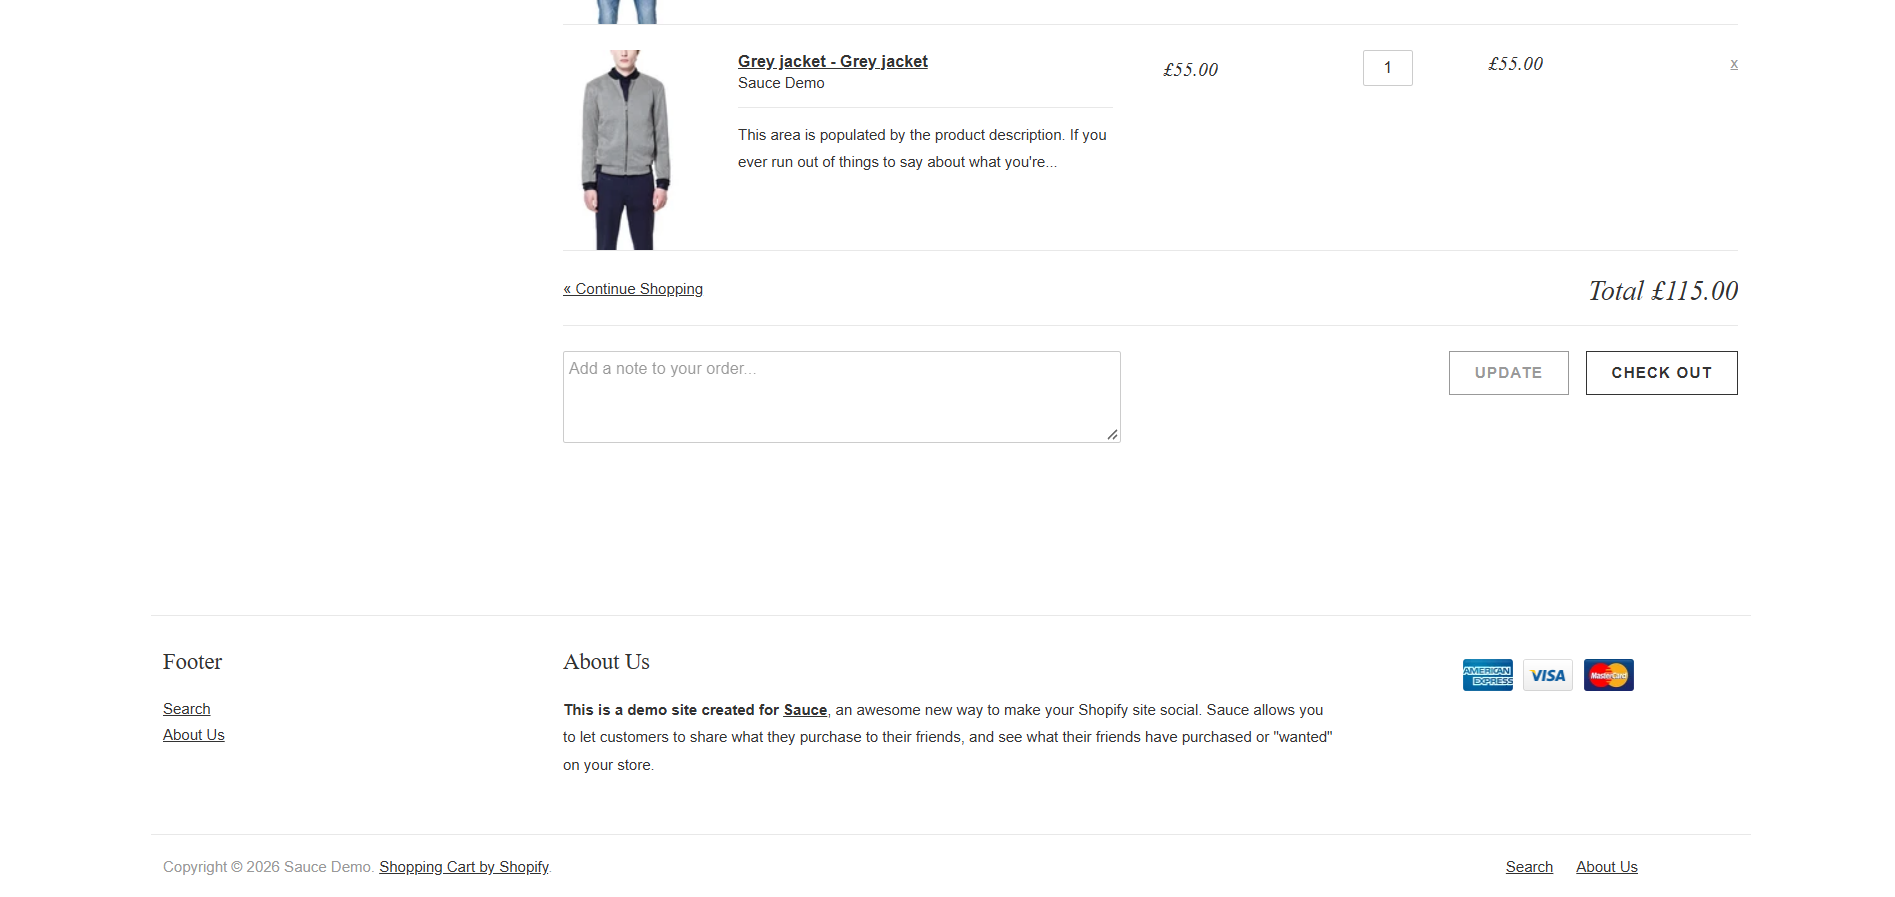 Grey jacket - Grey jacket
Sauce Demo
£55.00
1
£55.00
x
This area is populated by the product description. If you
ever run out of things to say about what you're...
« Continue Shopping
Total £115.00
Add a note to your order...
UPDATE
CHECK OUT
Footer
Search
About Us
About Us
This is a demo site created for Sauce, an awesome new way to make your Shopify site social. Sauce allows you
to let customers to share what they purchase to their friends, and see what their friends have purchased or "wanted"
on your store.
AMERICAN
EXPRESS
VISA
MasterCard
Copyright © 2026 Sauce Demo. Shopping Cart by Shopify.
Search
About Us